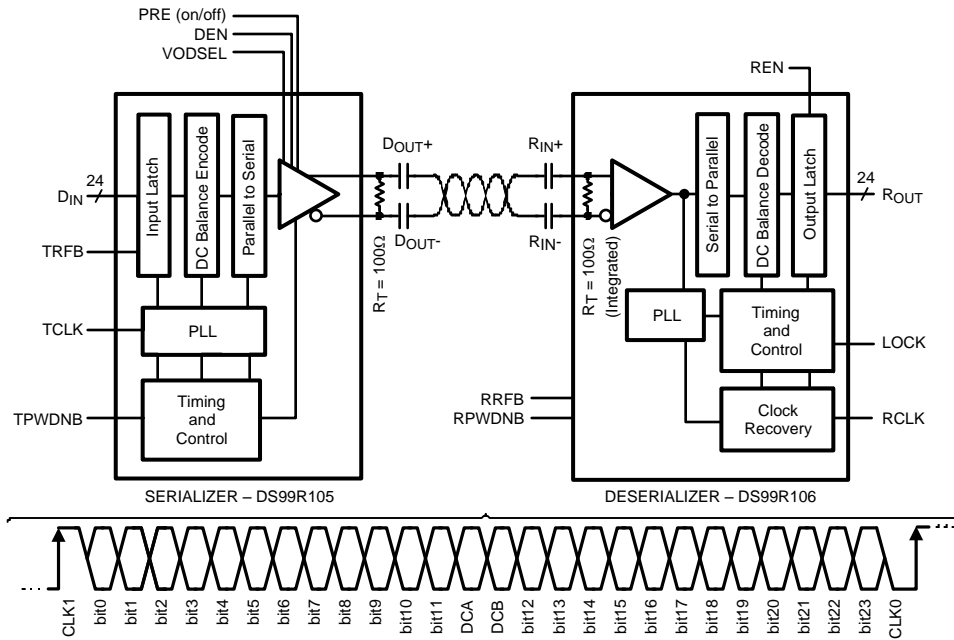 PRE (on/off)
DEN
VODSEL
REN
24
DIN
TRFB
TCLK
TPWDNB
Input Latch
DC Balance Encode
Parallel to Serial
PLL
Timing
and
Control
DOUT+
DOUT-
RT = 100Ω
RIN+
RIN-
RT = 100Ω
(Integrated)
Serial to Parallel
DC Balance Decode
Output Latch
24
ROUT
PLL
Timing
and
Control
LOCK
Clock
Recovery
RCLK
RRFB
RPWDNB
SERIALIZER – DS99R105
DESERIALIZER – DS99R106
CLK1
bit0
bit1
bit2
bit3
bit4
bit5
bit6
bit7
bit8
bit9
bit10
bit11
DCA
DCB
bit12
bit13
bit14
bit15
bit16
bit17
bit18
bit19
bit20
bit21
bit22
bit23
CLK0